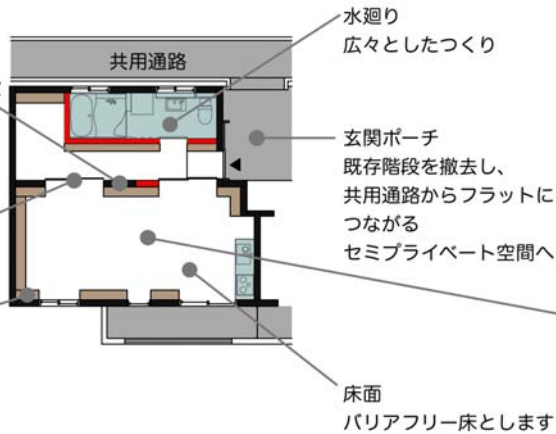 水廻り
広々としたつくり
共用通路
玄関ポーチ
既存階段を撤去し、
共用通路からフラットに
つながる
セミプライベート空間へ
床面
バリアフリー床とします